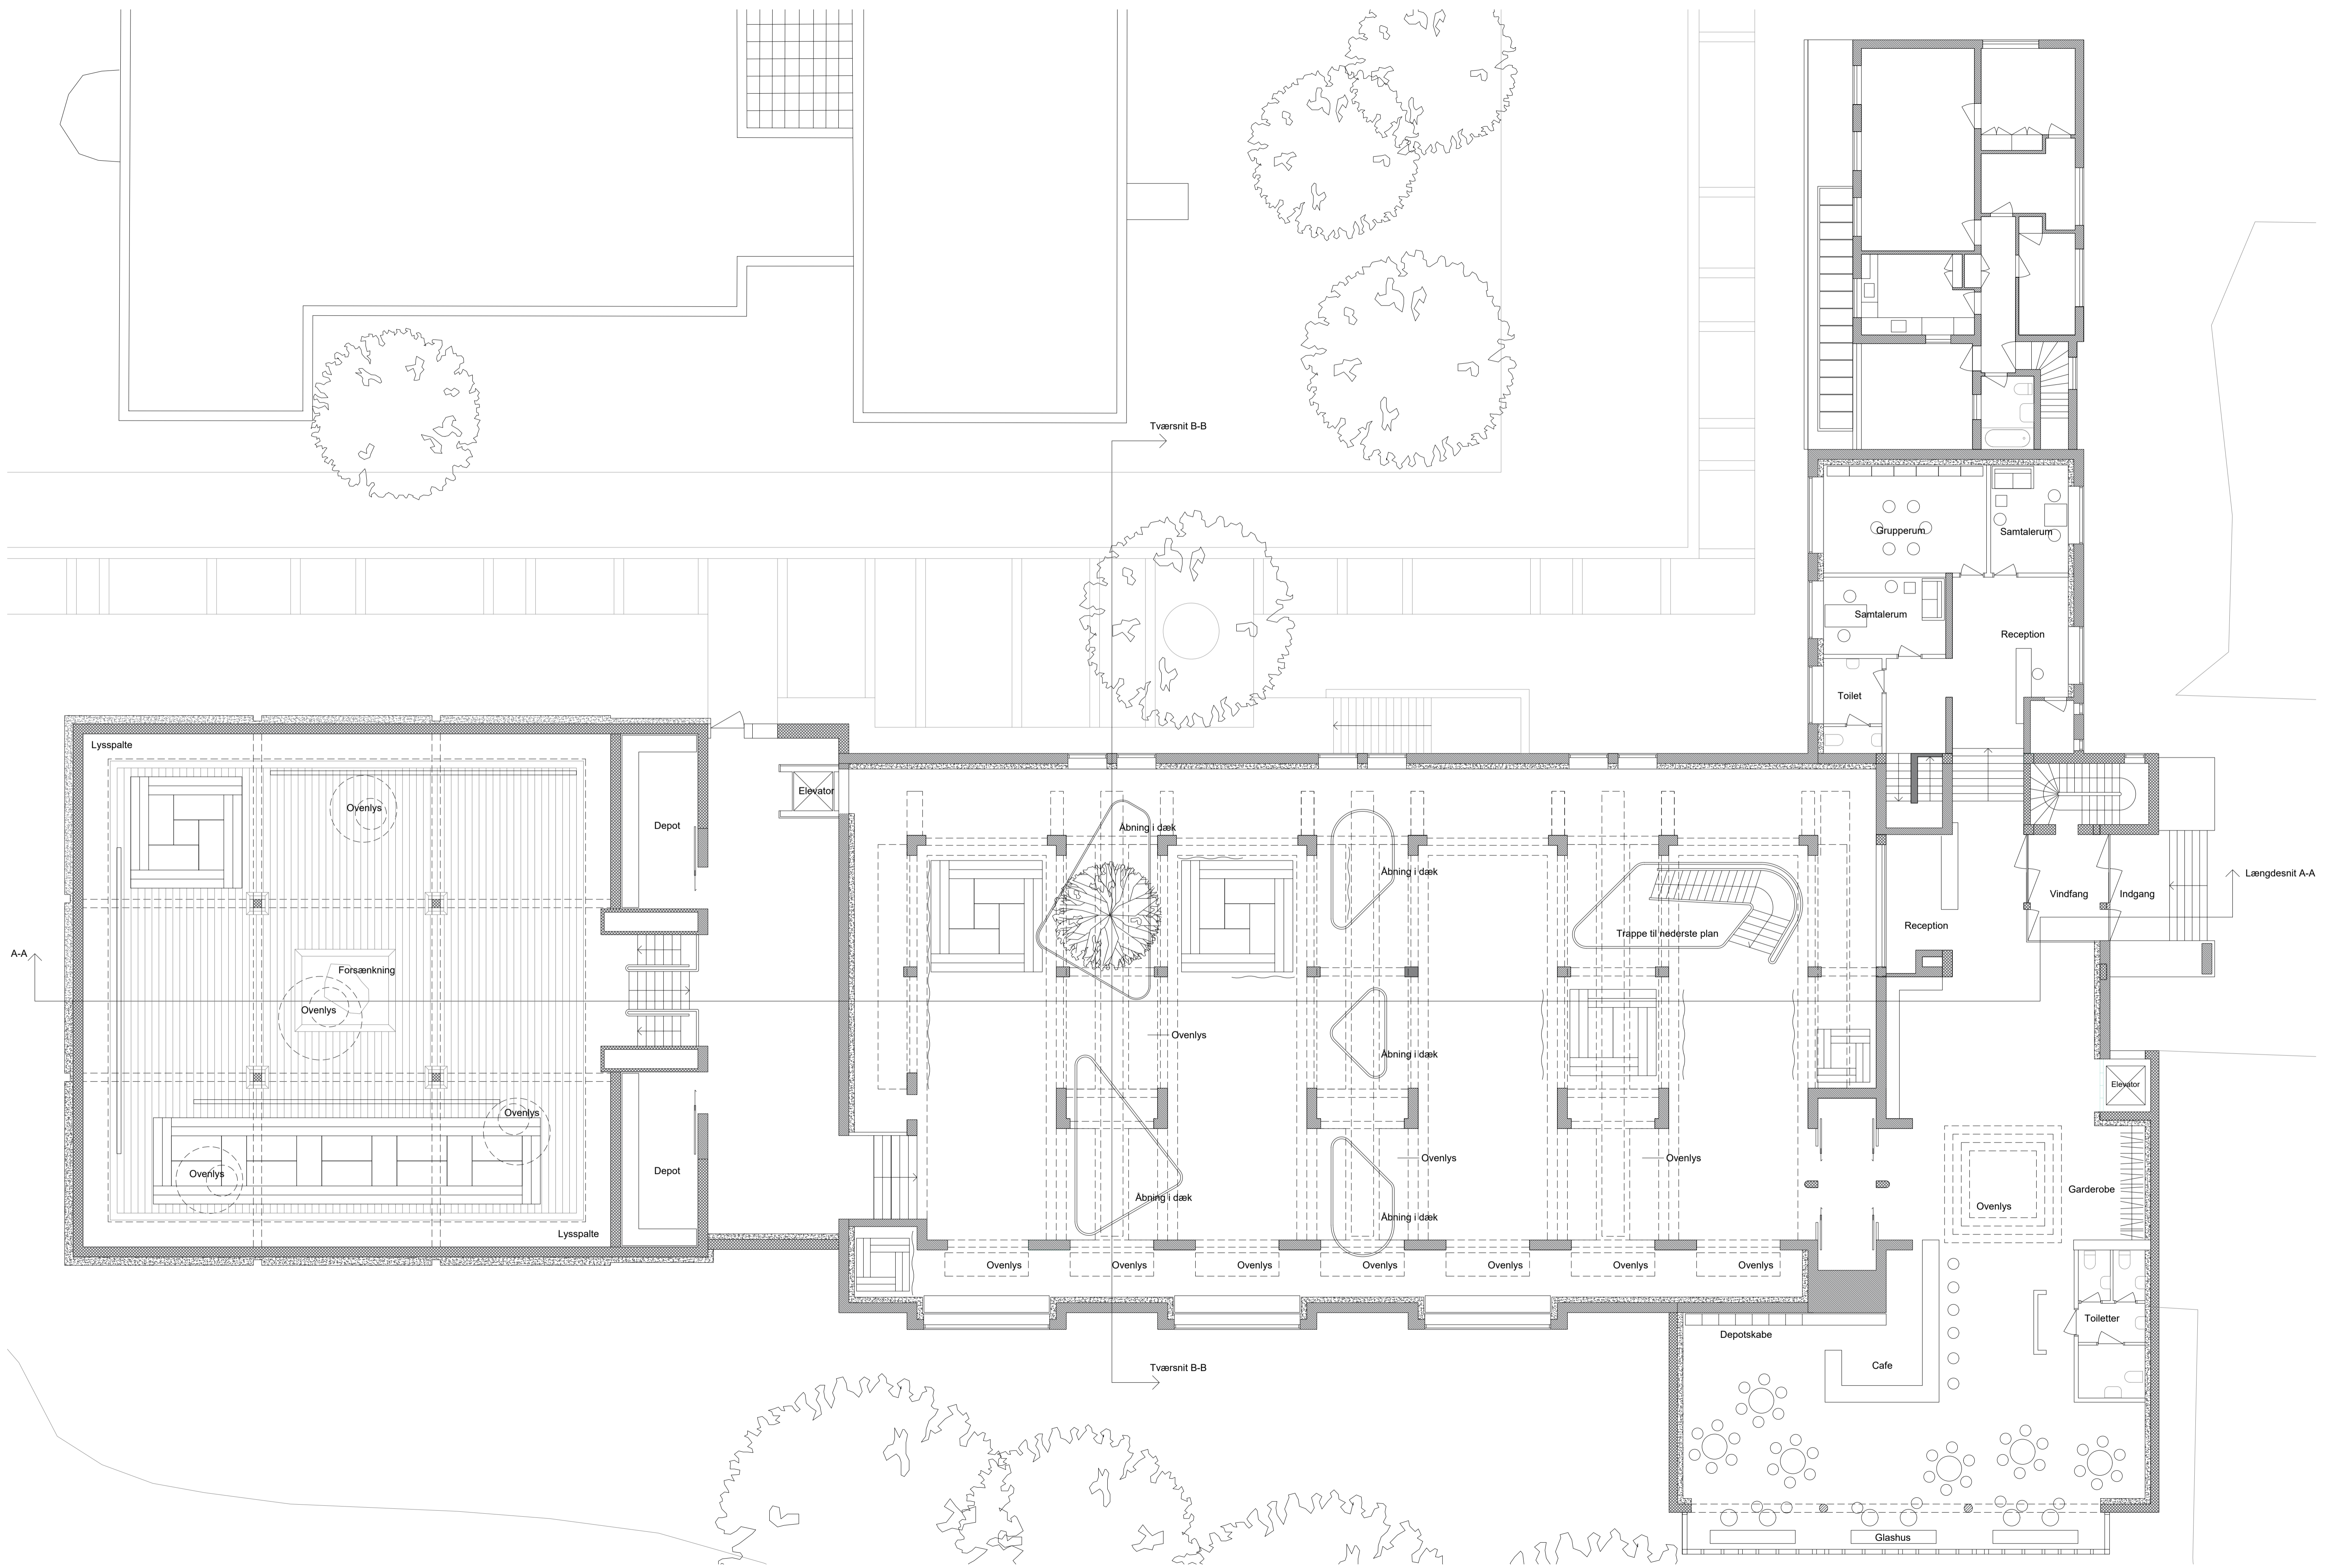 Tværsnit B-B
Grupperum
Samtalerum
Samtalerum
Reception
Toilet
Lysspalte
Elevator
Ovenlys
Depot
Åbning i dæk
Åbning i dæk
Længdesnit A-A
Vindfang
Indgang
Trappe til nederste plan
Reception
A-A
Forsænkning
Ovenlys
Ovenlys
Åbning i dæk
Elevator
Ovenlys
Ovenlys
Ovenlys
Depot
Ovenlys
Garderobe
Åbning i dæk
Ovenlys
Åbning i dæk
Lysspalte
Ovenlys
Ovenlys
Ovenlys
Ovenlys
Ovenlys
Ovenlys
Ovenlys
Toiletter
Depotskabe
Cafe
Tværsnit B-B
Glashus